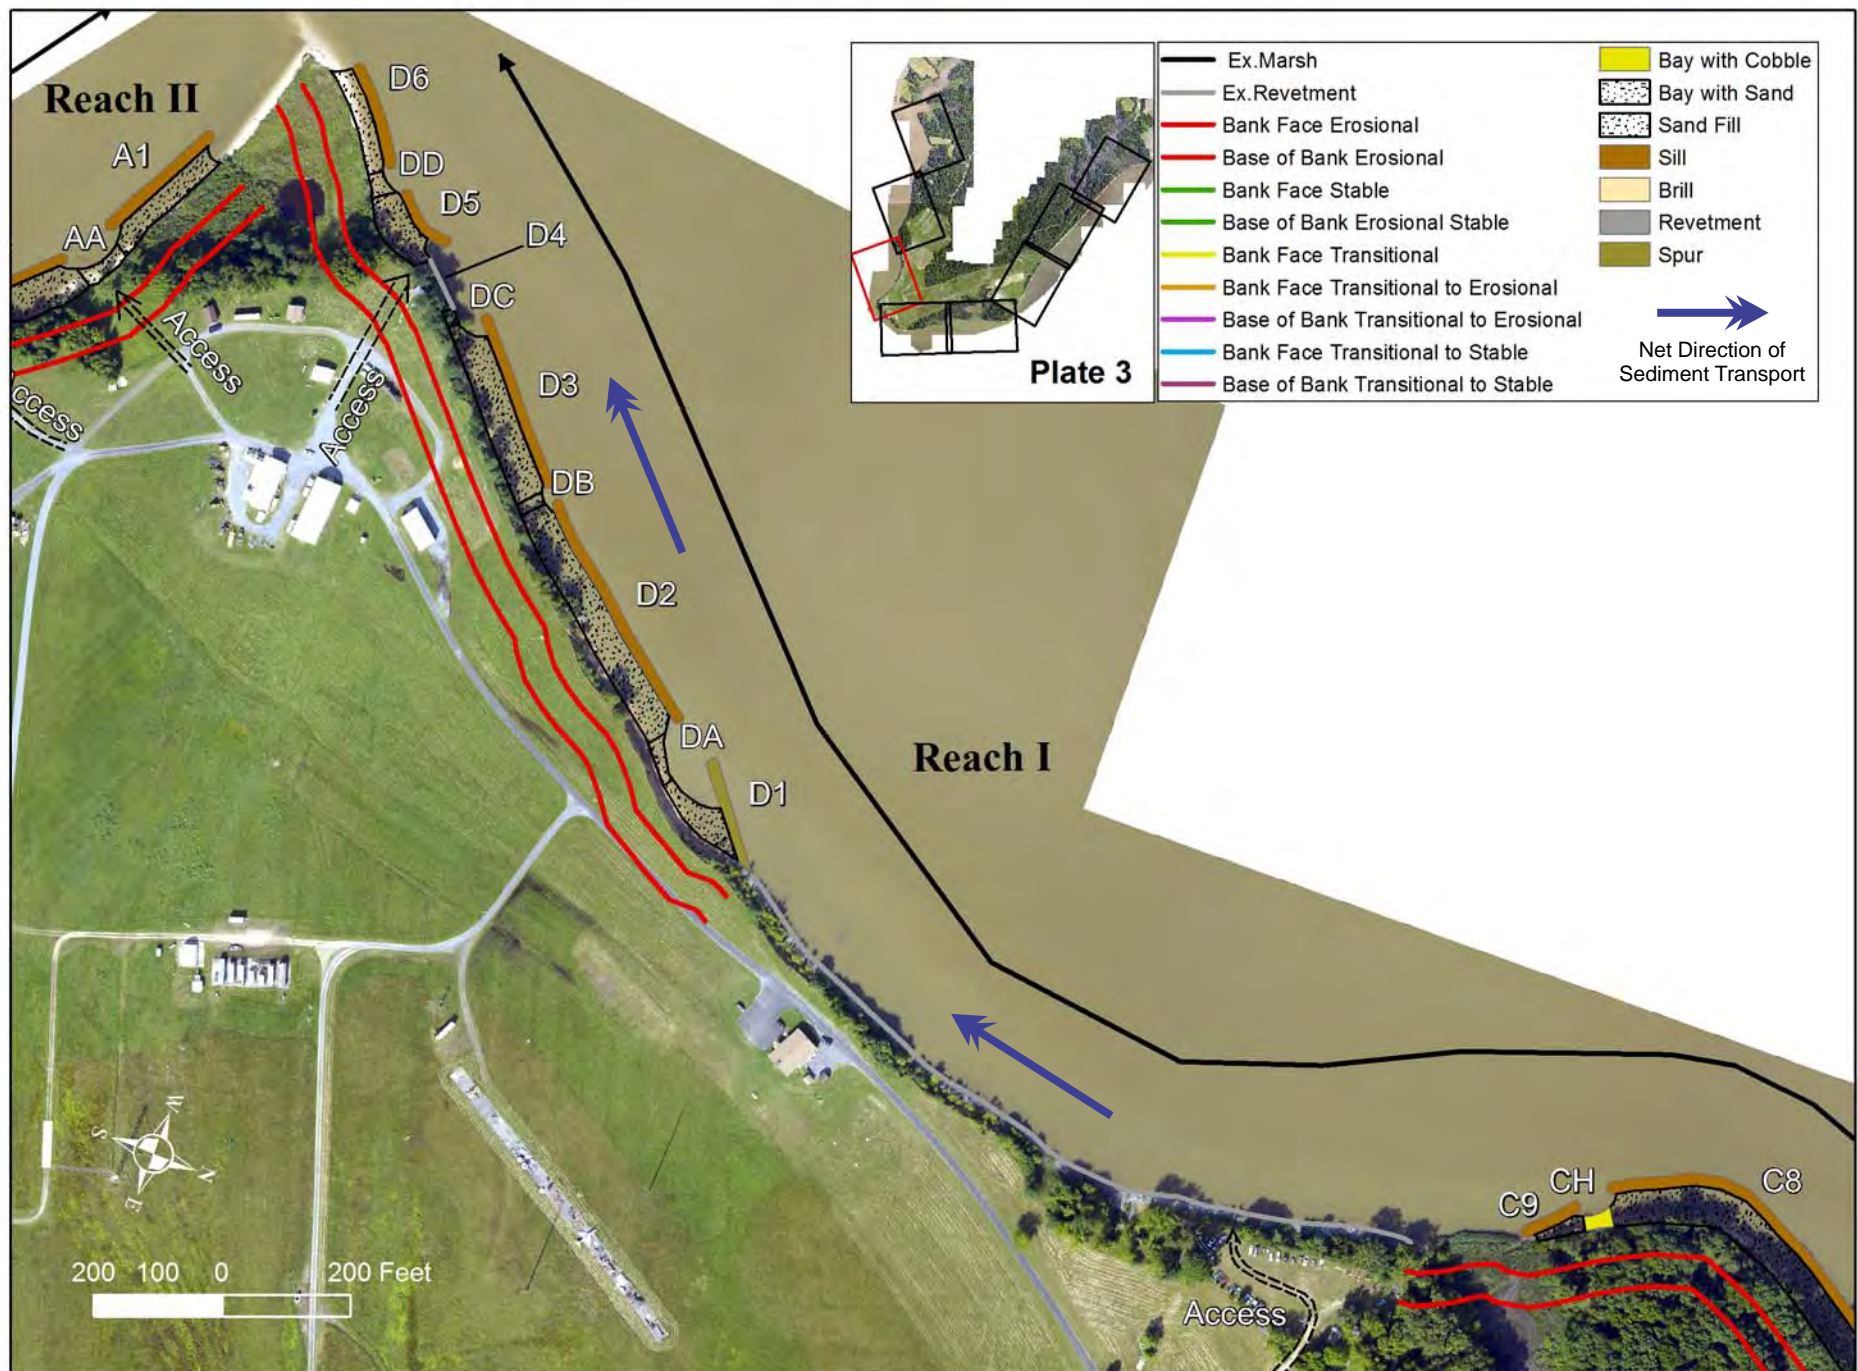 Reach II
A1
AA
D6
DD
D5
D4
DC
D3
DB
D2
DA
D1
Access
Access
ccess
Reach I
Plate 3
Ex.Marsh
Ex.Revetment
Bank Face Erosional
Base of Bank Erosional
Bank Face Stable
Base of Bank Erosional Stable
Bank Face Transitional
Bank Face Transitional to Erosional
Base of Bank Transitional to Erosional
Bank Face Transitional to Stable
Base of Bank Transitional to Stable
Bay with Cobble
Bay with Sand
Sand Fill
Sill
Brill
Revetment
Spur
Net Direction of
Sediment Transport
C9
CH
C8
Access
W
S
N
E
200 100 0 200 Feet